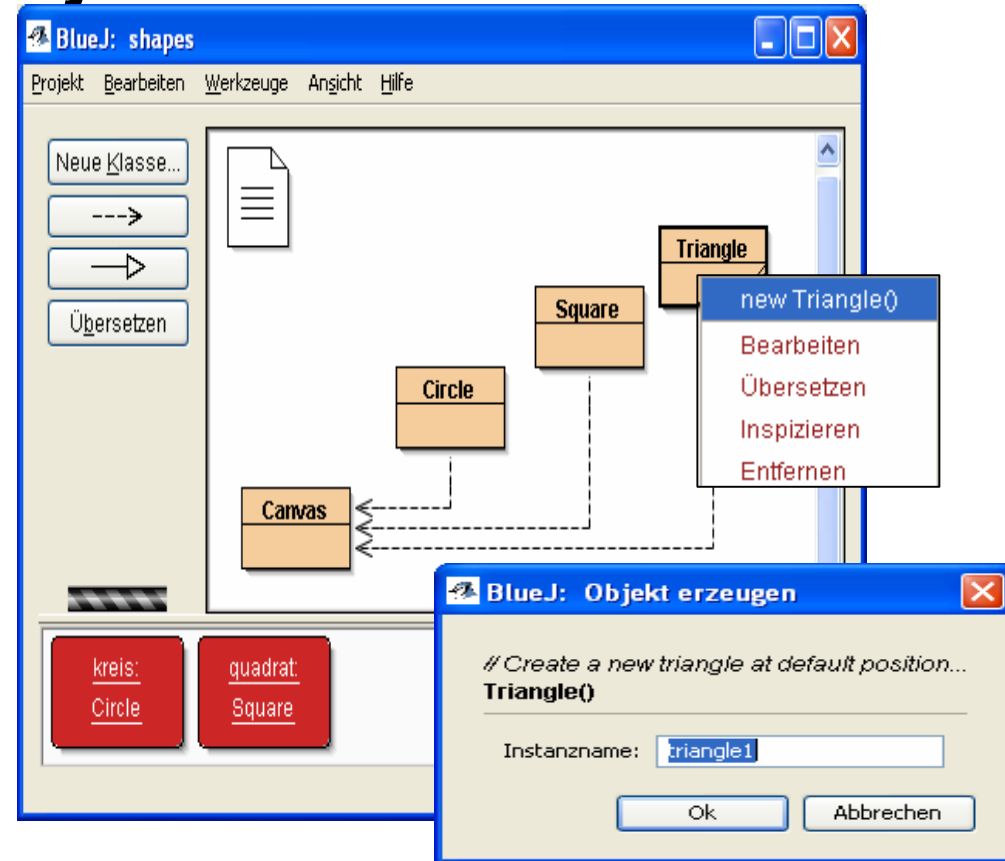 BlueJ: shapes
Projekt Bearbeiten Werkzeuge Ansicht Hilfe
Neue Klasse...
Übersetzen
Triangle
Square
Circle
Canvas
new Triangle()
Bearbeiten
Übersetzen
Inspizieren
Entfernen
kreis:
Circle
quadrat:
Square
BlueJ: Objekt erzeugen
// Create a new triangle at default position...
Triangle()
Instanzname: triangle1
Ok Abbrechen